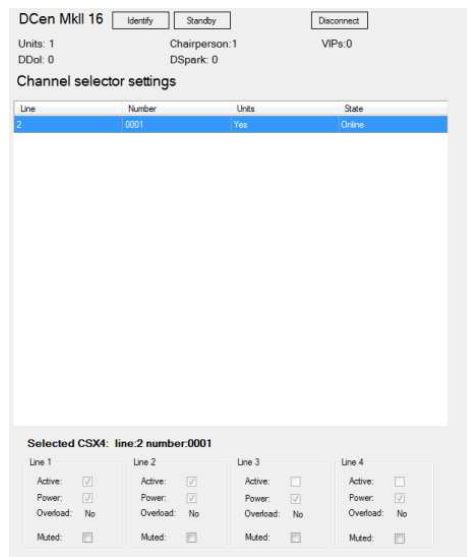 DCen MkII 16 Identify Standby Disconnect
Units: 1 Chairperson:1 VIPs:0
DDol: 0 DSpark: 0
Channel selector settings
Line Number Units State
2 0001 Yes Online
Selected CSX4: line:2 number:0001
Line 1 Line 2 Line 3 Line 4
Active: Active: Active: Active:
Power: Power: Power: Power:
Overload: No Overload: No Overload: No Overload: No
Muted: Muted: Muted: Muted: